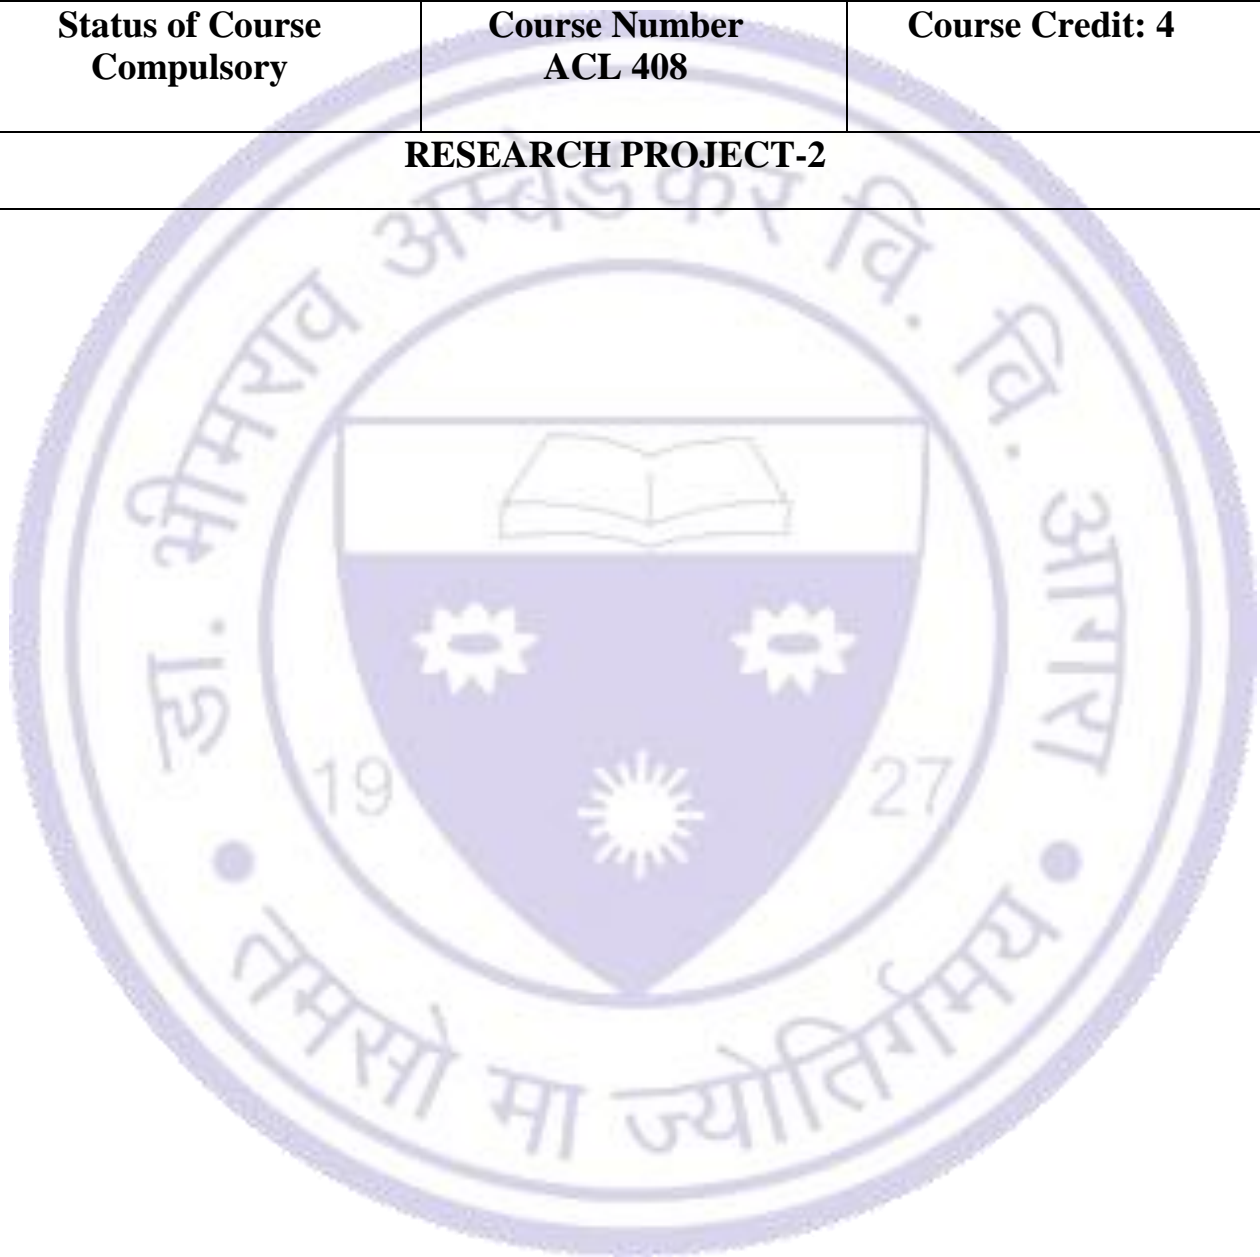 Status of Course
Compulsory
Course Number
ACL 408
Course Credit: 4
RESEARCH PROJECT-2
डा. भीमराव अम्बेडकर वि. वि. आगरा
19
27
तमसो मा ज्योतिर्गमय